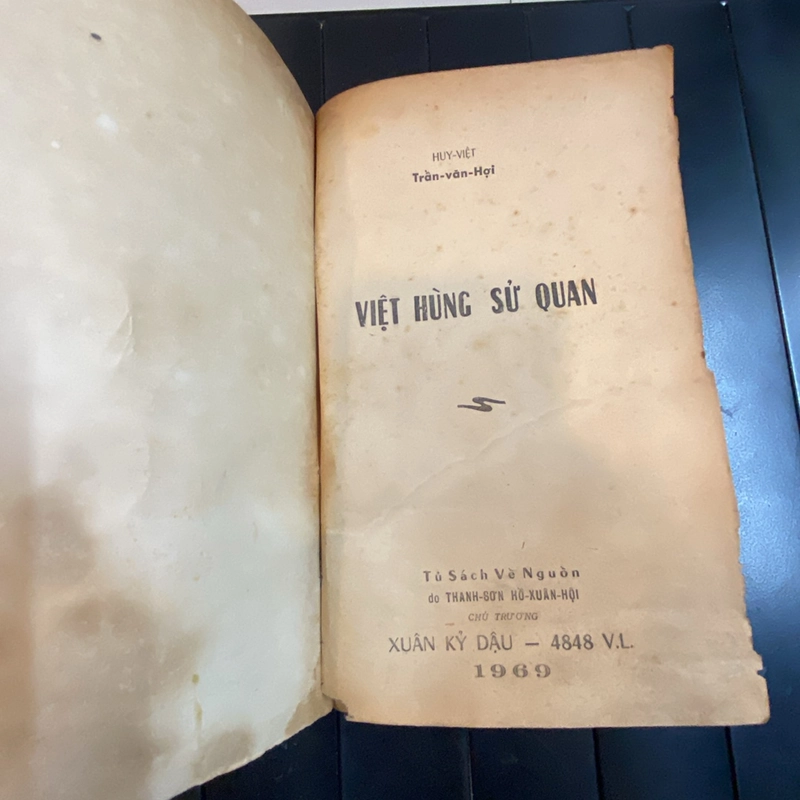 HUY-VIỆT
Trần-văn-Hợi
VIỆT HÙNG SỬ QUAN
Tủ Sách Về Nguồn
do THANH-SƠN HỒ-XUÂN-HỘI
CHỦ TRƯƠNG
XUÂN KỶ DẬU — 4848 V.L.
1969